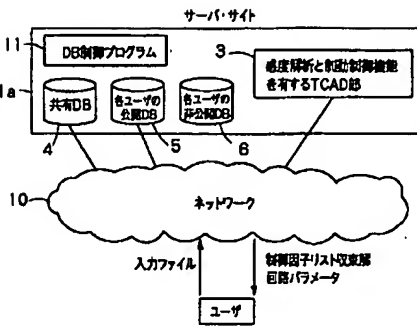 サーバ・サイト
11
DB制御プログラム
3
感度解析と制動制御機能
を有するTCAD部
1a
共有DB
各ユーザの
公開DB
各ユーザの
非公開DB
4
5
6
10
ネットワーク
入力ファイル
制御因子リスト収束解
回路パラメータ
ユーザ